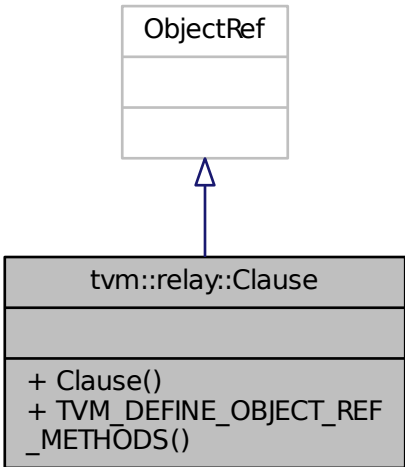 ObjectRef
tvm::relay::Clause
+ Clause()
+ TVM_DEFINE_OBJECT_REF
_METHODS()